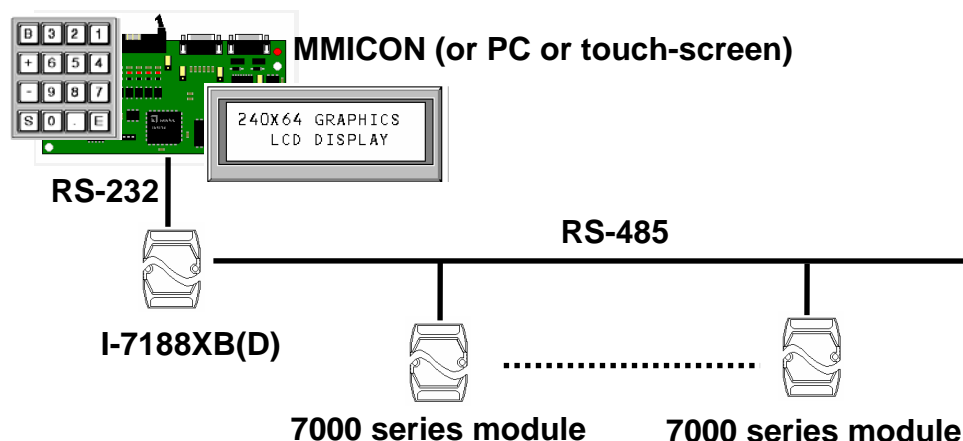 B 3 2 1
+ 6 5 4
- 9 8 7
S 0 . E
MMICON (or PC or touch-screen)
240X64 GRAPHICS
LCD DISPLAY
RS-232
RS-485
I-7188XB(D)
7000 series module
7000 series module